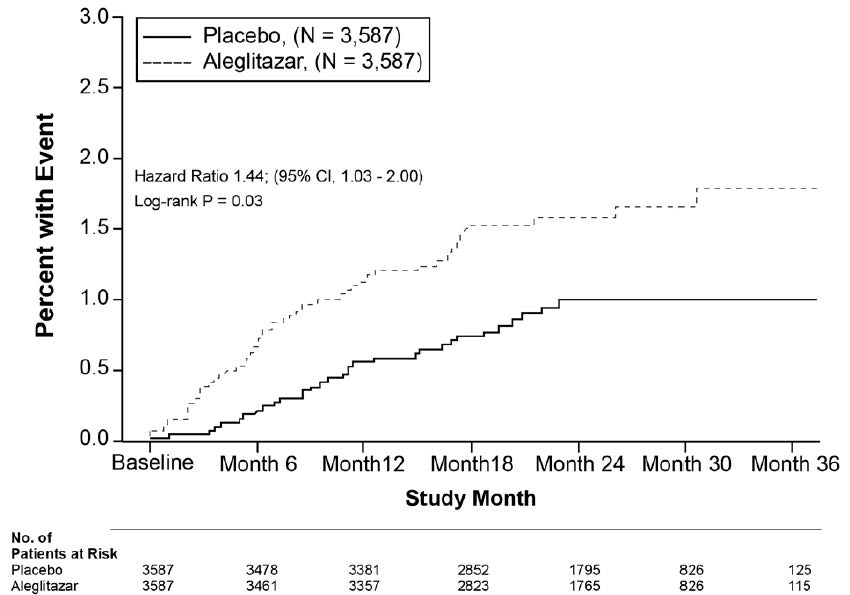 3.0
Placebo, (N = 3,587)
Aleglitazar, (N = 3,587)
2.5
2.0
Hazard Ratio 1.44; (95% CI, 1.03 - 2.00)
Log-rank P = 0.03
1.5
1.0
0.5
0.0
Percent with Event
Baseline Month 6 Month12 Month18 Month 24 Month 30 Month 36
Study Month
No. of
Patients at Risk
Placebo 3587 3478 3381 2852 1795 826 125
Aleglitazar 3587 3461 3357 2823 1765 826 115